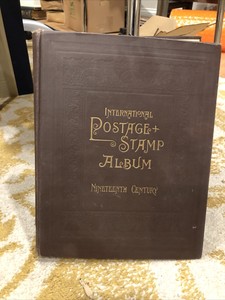 INTERNATIONAL
POSTAGE +
STAMP
ALBUM
NINETEENTH CENTURY